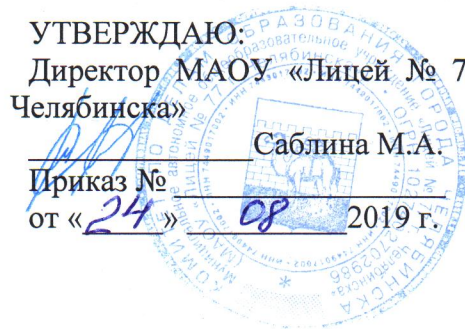 УТВЕРЖДАЮ:
Директор МАОУ «Лицей № 7
Челябинска»
Саблина М.А.
Приказ №
от «24» 08 2019 г.